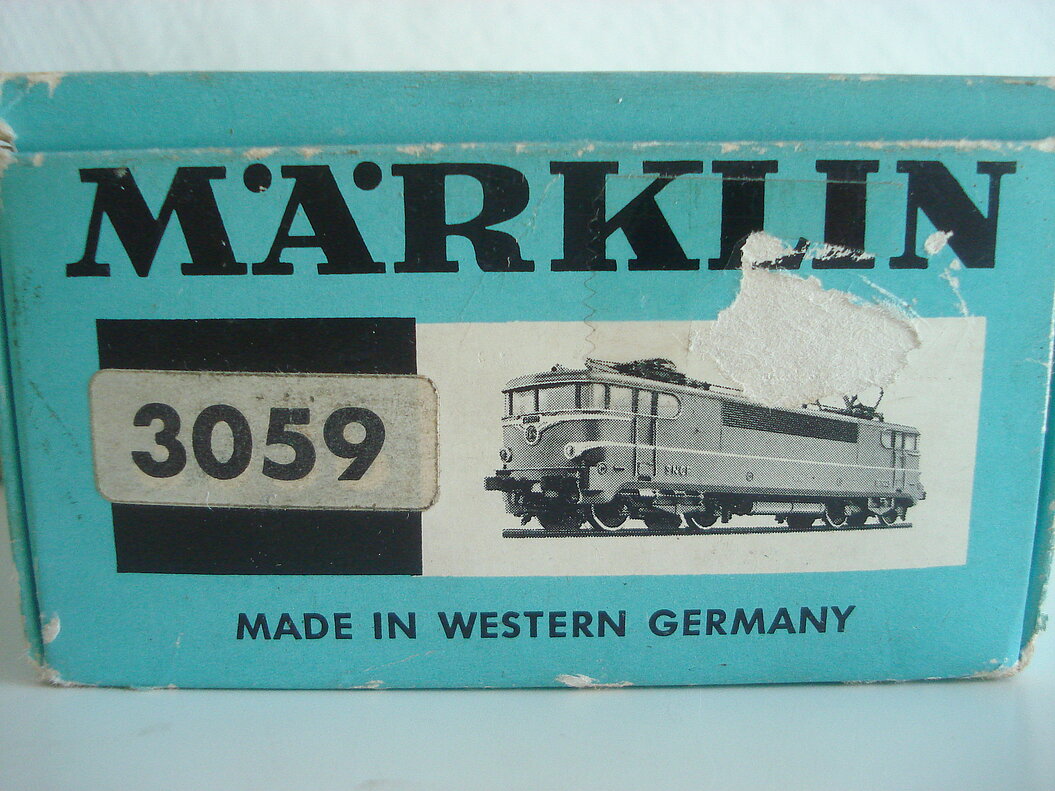 MÄRKLIN
3059
SNCF
MADE IN WESTERN GERMANY